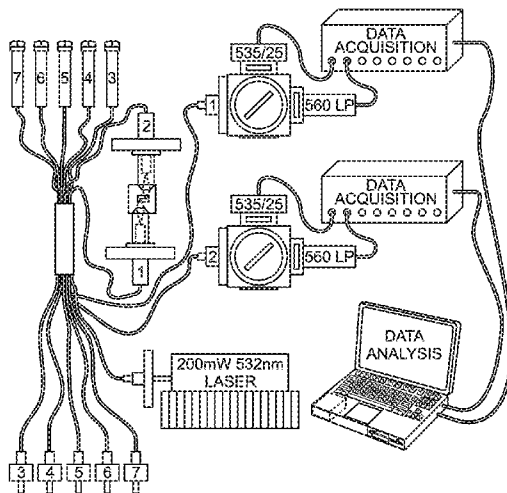 7 6 5 4 3
2
1
535/25
1
560 LP
DATA
ACQUISITION
535/25
2
560 LP
DATA
ACQUISITION
200mW 532nm
LASER
DATA
ANALYSIS
3 4 5 6 7